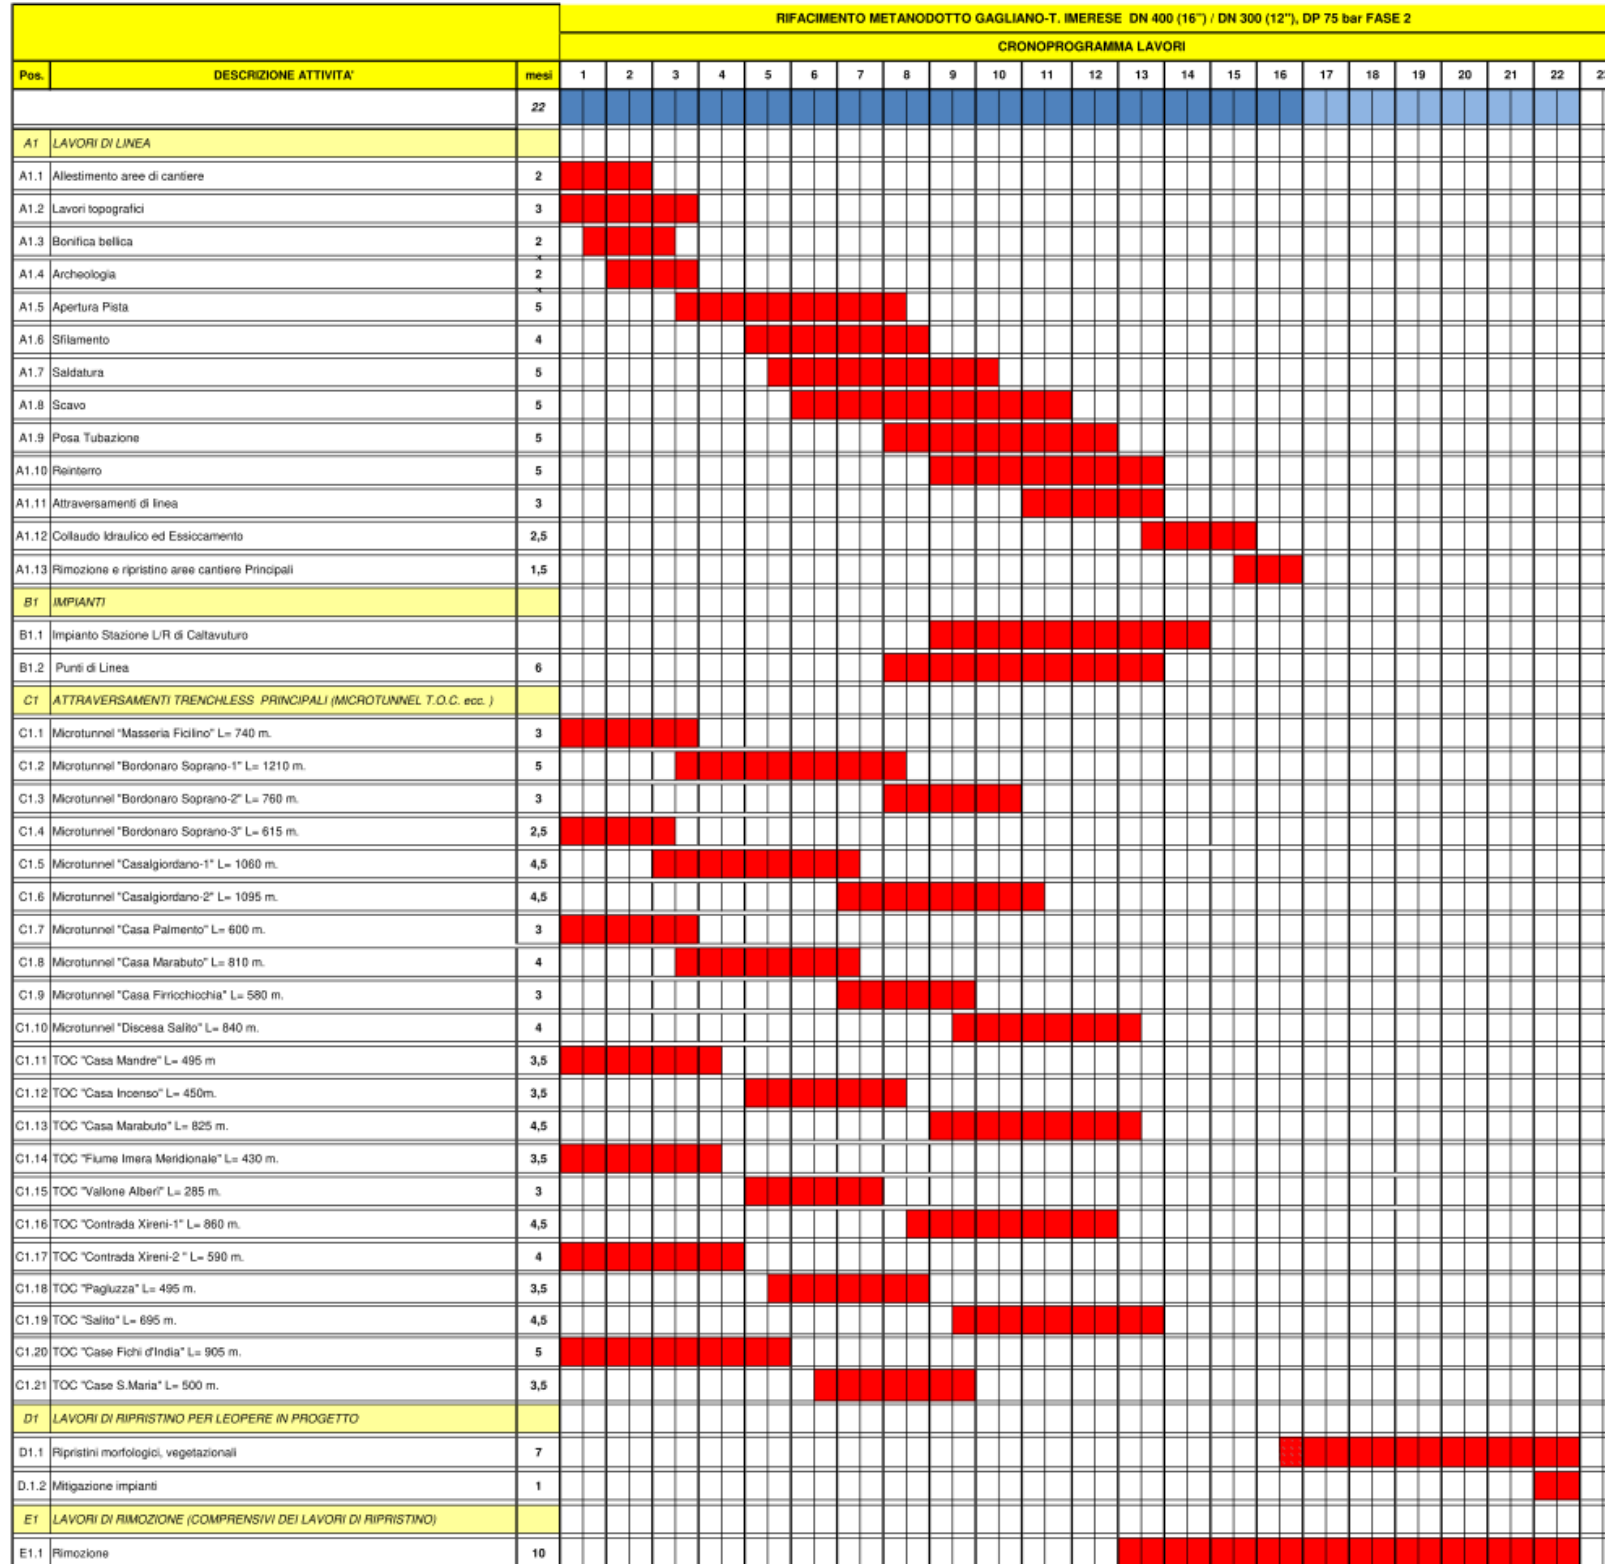 RIFACIMENTO METANODOTTO GAGLIANO-T. IMERESE DN 400 (16") / DN 300 (12"), DP 75 bar FASE 2
CRONOPROGRAMMA LAVORI
Pos. DESCRIZIONE ATTIVITA' mesi 1 2 3 4 5 6 7 8 9 10 11 12 13 14 15 16 17 18 19 20 21 22
22
A1 LAVORI DI LINEA
A1.1 Allestimento aree di cantiere 2
A1.2 Lavori topografici 3
A1.3 Bonifica bellica 2
A1.4 Archeologia 2
A1.5 Apertura Pista 5
A1.6 Sfilamento 4
A1.7 Saldatura 5
A1.8 Scavo 5
A1.9 Posa Tubazione 5
A1.10 Reinterro 5
A1.11 Attraversamenti di linea 3
A1.12 Collaudo Idraulico ed Essiccamento 2,5
A1.13 Rimozione e ripristino aree cantiere Principali 1,5
B1 IMPIANTI
B1.1 Impianto Stazione L/R di Caltavuturo
B1.2 Punti di Linea 6
C1 ATTRAVERSAMENTI TRENCHLESS PRINCIPALI (MICROTUNNEL T.O.C. ecc. )
C1.1 Microtunnel "Masseria Ficilino" L= 740 m. 3
C1.2 Microtunnel "Bordonaro Soprano-1" L= 1210 m. 5
C1.3 Microtunnel "Bordonaro Soprano-2" L= 760 m. 3
C1.4 Microtunnel "Bordonaro Soprano-3" L= 615 m. 2,5
C1.5 Microtunnel "Casalgiordano-1" L= 1060 m. 4,5
C1.6 Microtunnel "Casalgiordano-2" L= 1095 m. 4,5
C1.7 Microtunnel "Casa Palmento" L= 600 m. 3
C1.8 Microtunnel "Casa Marabuto" L= 810 m. 4
C1.9 Microtunnel "Casa Firricchicchia" L= 580 m. 3
C1.10 Microtunnel "Discesa Salito" L= 840 m. 4
C1.11 TOC "Casa Mandre" L= 495 m 3,5
C1.12 TOC "Casa Incenso" L= 450m. 3,5
C1.13 TOC "Casa Marabuto" L= 825 m. 4,5
C1.14 TOC "Fiume Imera Meridionale" L= 430 m. 3,5
C1.15 TOC "Vallone Alberi" L= 285 m. 3
C1.16 TOC "Contrada Xireni-1" L= 860 m. 4,5
C1.17 TOC "Contrada Xireni-2 " L= 590 m. 4
C1.18 TOC "Pagluzza" L= 495 m. 3,5
C1.19 TOC "Salito" L= 695 m. 4,5
C1.20 TOC "Case Fichi d'India" L= 905 m. 5
C1.21 TOC "Case S.Maria" L= 500 m. 3,5
D1 LAVORI DI RIPRISTINO PER LEOPERE IN PROGETTO
D1.1 Ripristini morfologici, vegetazionali 7
D.1.2 Mitigazione impianti 1
E1 LAVORI DI RIMOZIONE (COMPRENSIVI DEI LAVORI DI RIPRISTINO)
E1.1 Rimozione 10